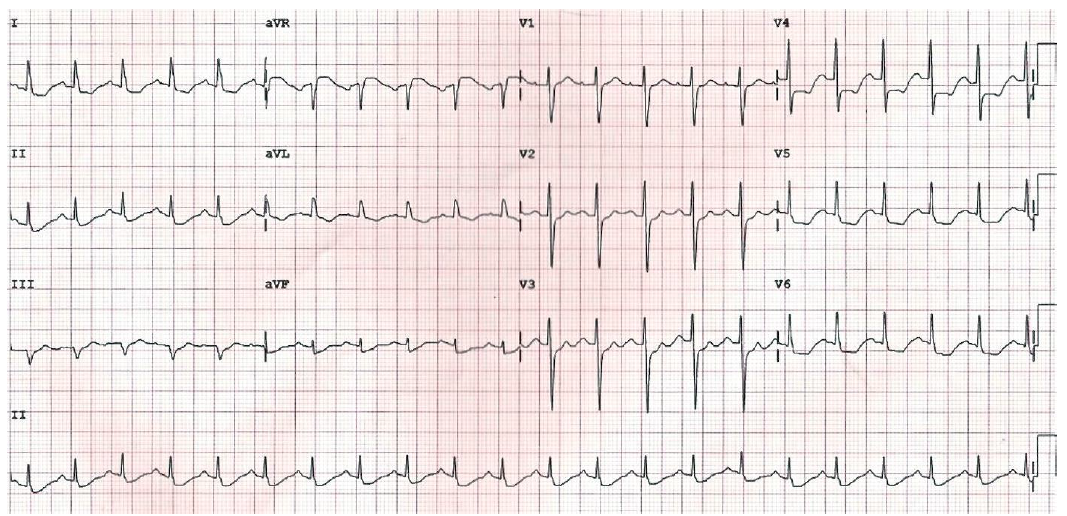 I aVR V1 V4
II aVL V2 V5
III aVF V3 V6
II